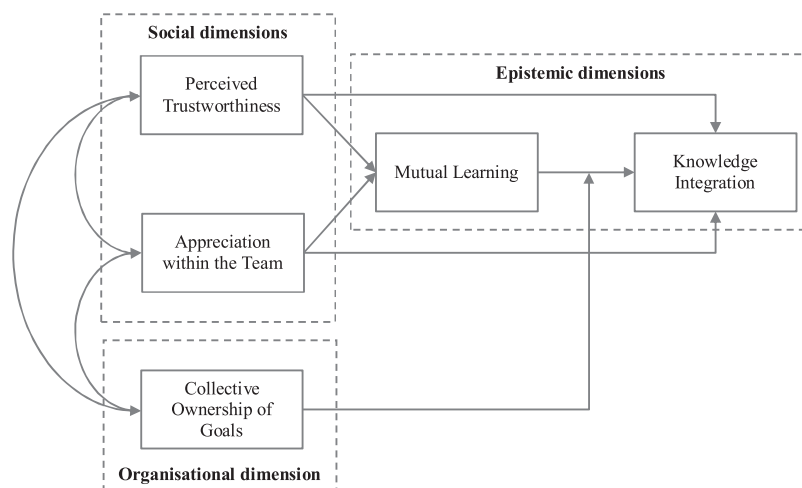 Social dimensions
Perceived
Trustworthiness
Epistemic dimensions
Mutual Learning
Knowledge
Integration
Appreciation
within the Team
Collective
Ownership of
Goals
Organisational dimension